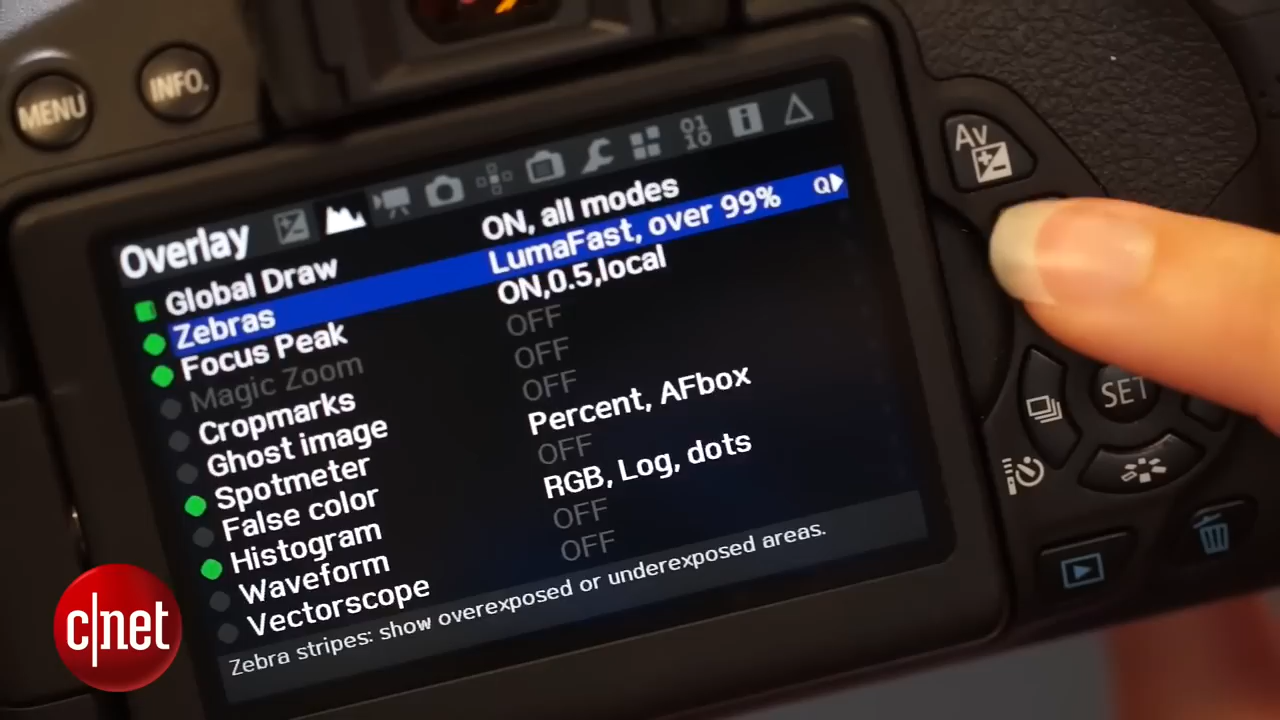 MENU
INFO.
Av
Overlay
Global Draw ON, all modes
Zebras LumaFast, over 99% Q
Focus Peak ON,0.5,local
Magic Zoom OFF
Cropmarks OFF
Ghost image OFF
Spotmeter Percent, AFbox
False color OFF
Histogram RGB, Log, dots
Waveform OFF
Vectorscope OFF
Zebra stripes: show overexposed or underexposed areas.
SET
c|net